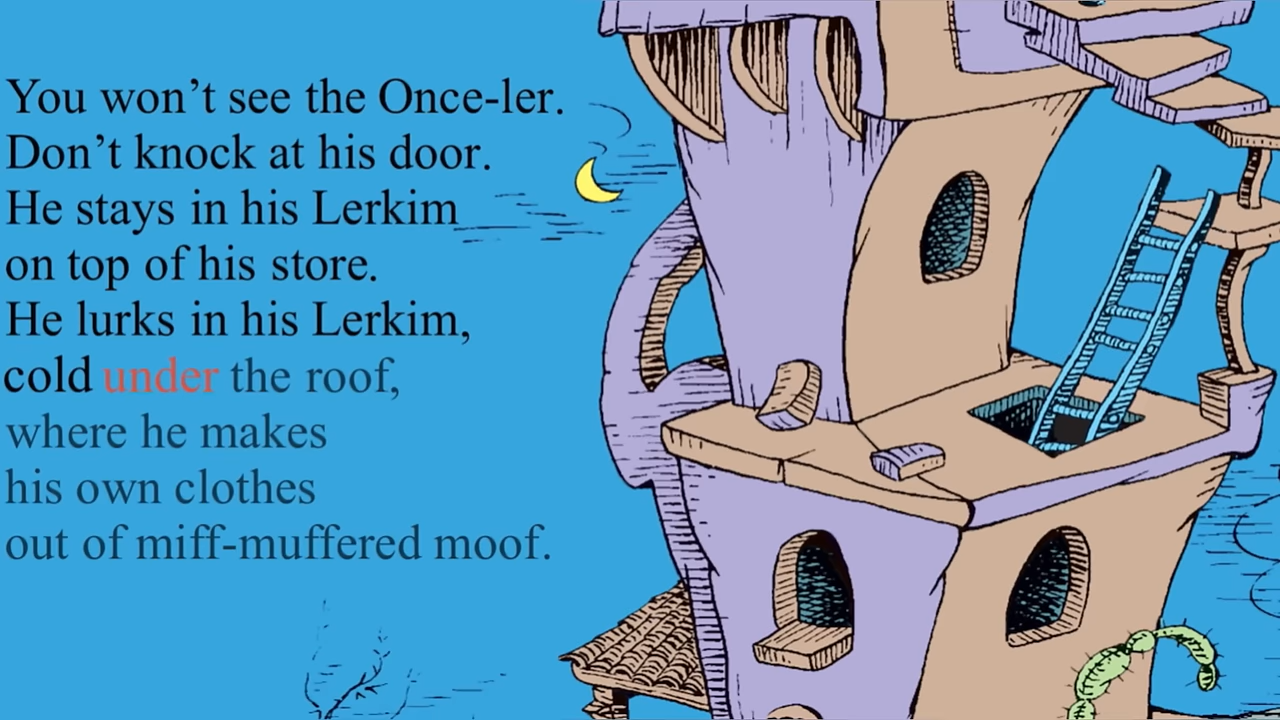 You won’t see the Once-ler.
Don’t knock at his door.
He stays in his Lerkim
on top of his store.
He lurks in his Lerkim,
cold under the roof,
where he makes
his own clothes
out of miff-muffered moof.